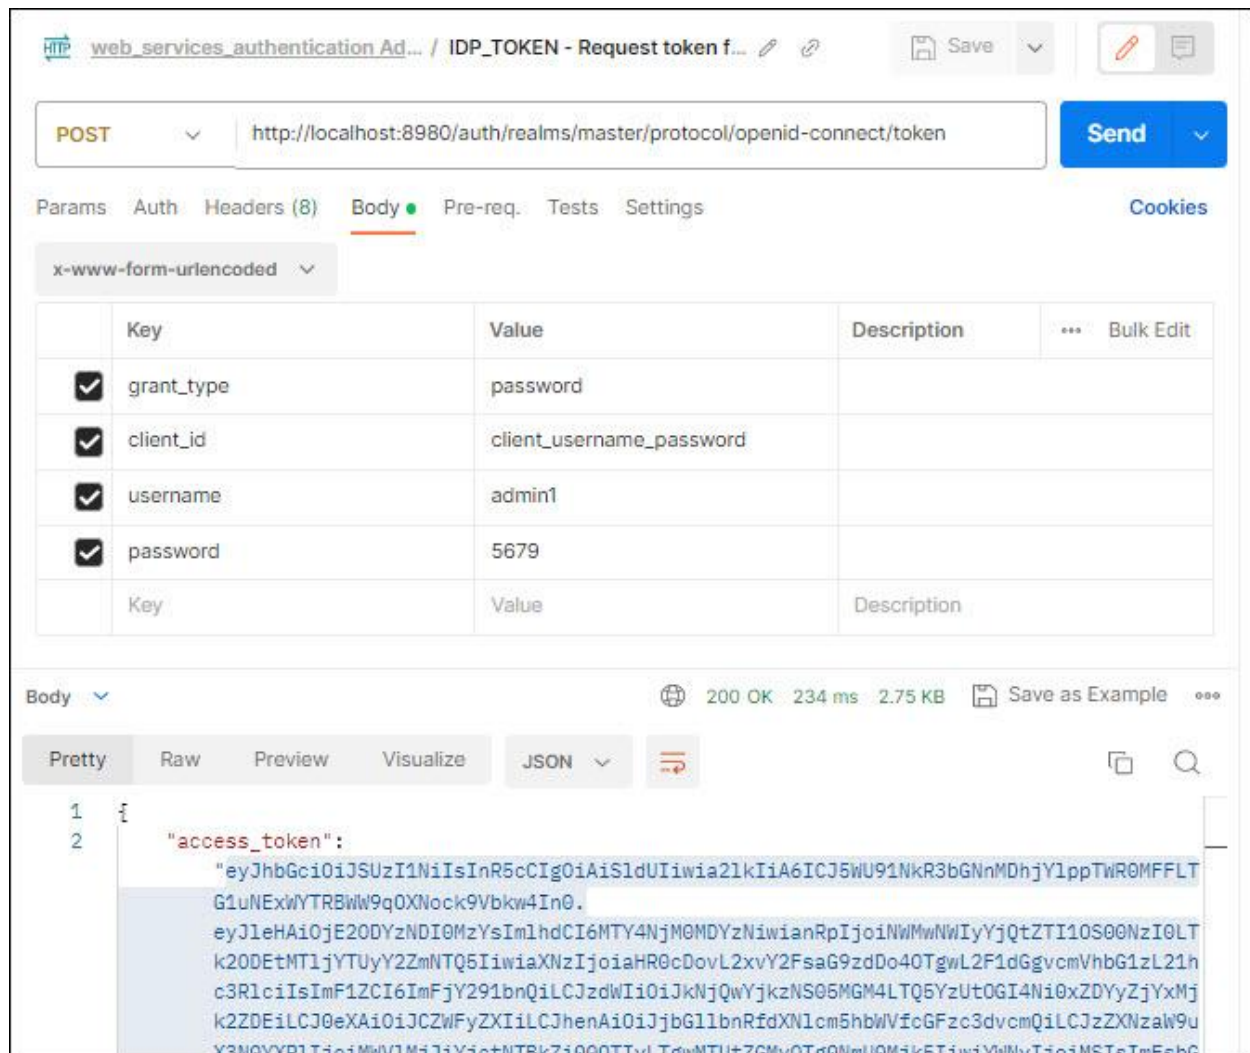 HTTP web_services_authentication Ad... / IDP_TOKEN - Request token f... Save
POST http://localhost:8980/auth/realms/master/protocol/openid-connect/token Send
Params Auth Headers (8) Body Pre-req. Tests Settings Cookies
x-www-form-urlencoded
Key Value Description ••• Bulk Edit
grant_type password
client_id client_username_password
username admin1
password 5679
Key Value Description
Body 200 OK 234 ms 2.75 KB Save as Example
Pretty Raw Preview Visualize JSON
1 {
2 "access_token":
"eyJhbGciOiJSUzI1NiIsInR5cCIgOiAiSldUIiwia2lkIiA6ICJ5WU91NkR3bGNnMDhjYlppTWR0MFFLT
G1uNExWYTRBWW9qOXNock9Vbkw4In0.
eyJleHAiOjE2ODYzNDI0MzYsImlhdCI6MTY4NjM0MDYzNiwianRpIjoiNWMwNWIyYjQtZTI1OS00NzI0LT
k2ODEtMTljYTUyY2ZmNTQ5IiwiaXNzIjoiaHR0cDovL2xvY2FsaG9zdDo4OTgwL2F1dGgvcmVhbG1zL21h
c3RlciIsImF1ZCI6ImFjY291bnQiLCJzdWIiOiJkNjQwYjkzNS05MGM4LTQ5YzUtOGI4Ni0xZDYyZjYxMj
k2ZDEiLCJ0eXAiOiJCZWFyZXIiLCJhenAiOiJjbGllbnRfdXNlcm5hbWVfcGFzc3dvcmQiLCJzZXNzaW9u